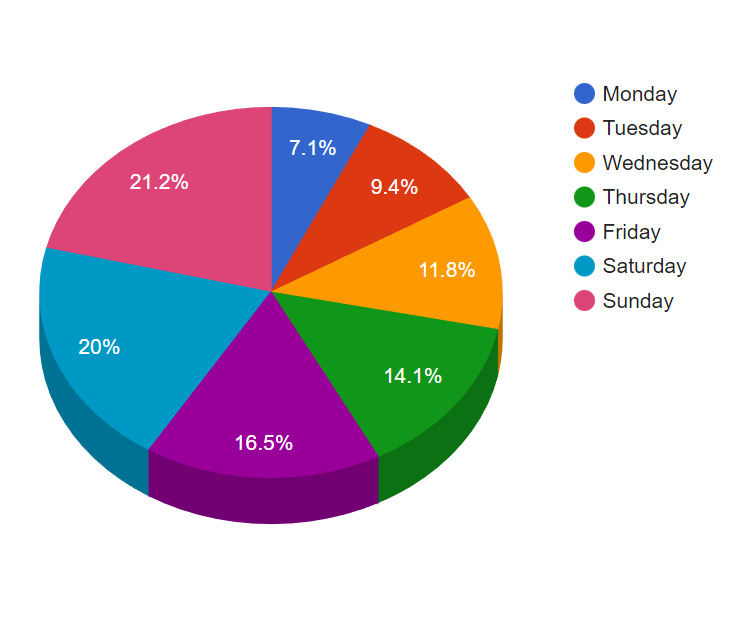 7.1%
9.4%
11.8%
14.1%
16.5%
20%
21.2%
Monday
Tuesday
Wednesday
Thursday
Friday
Saturday
Sunday